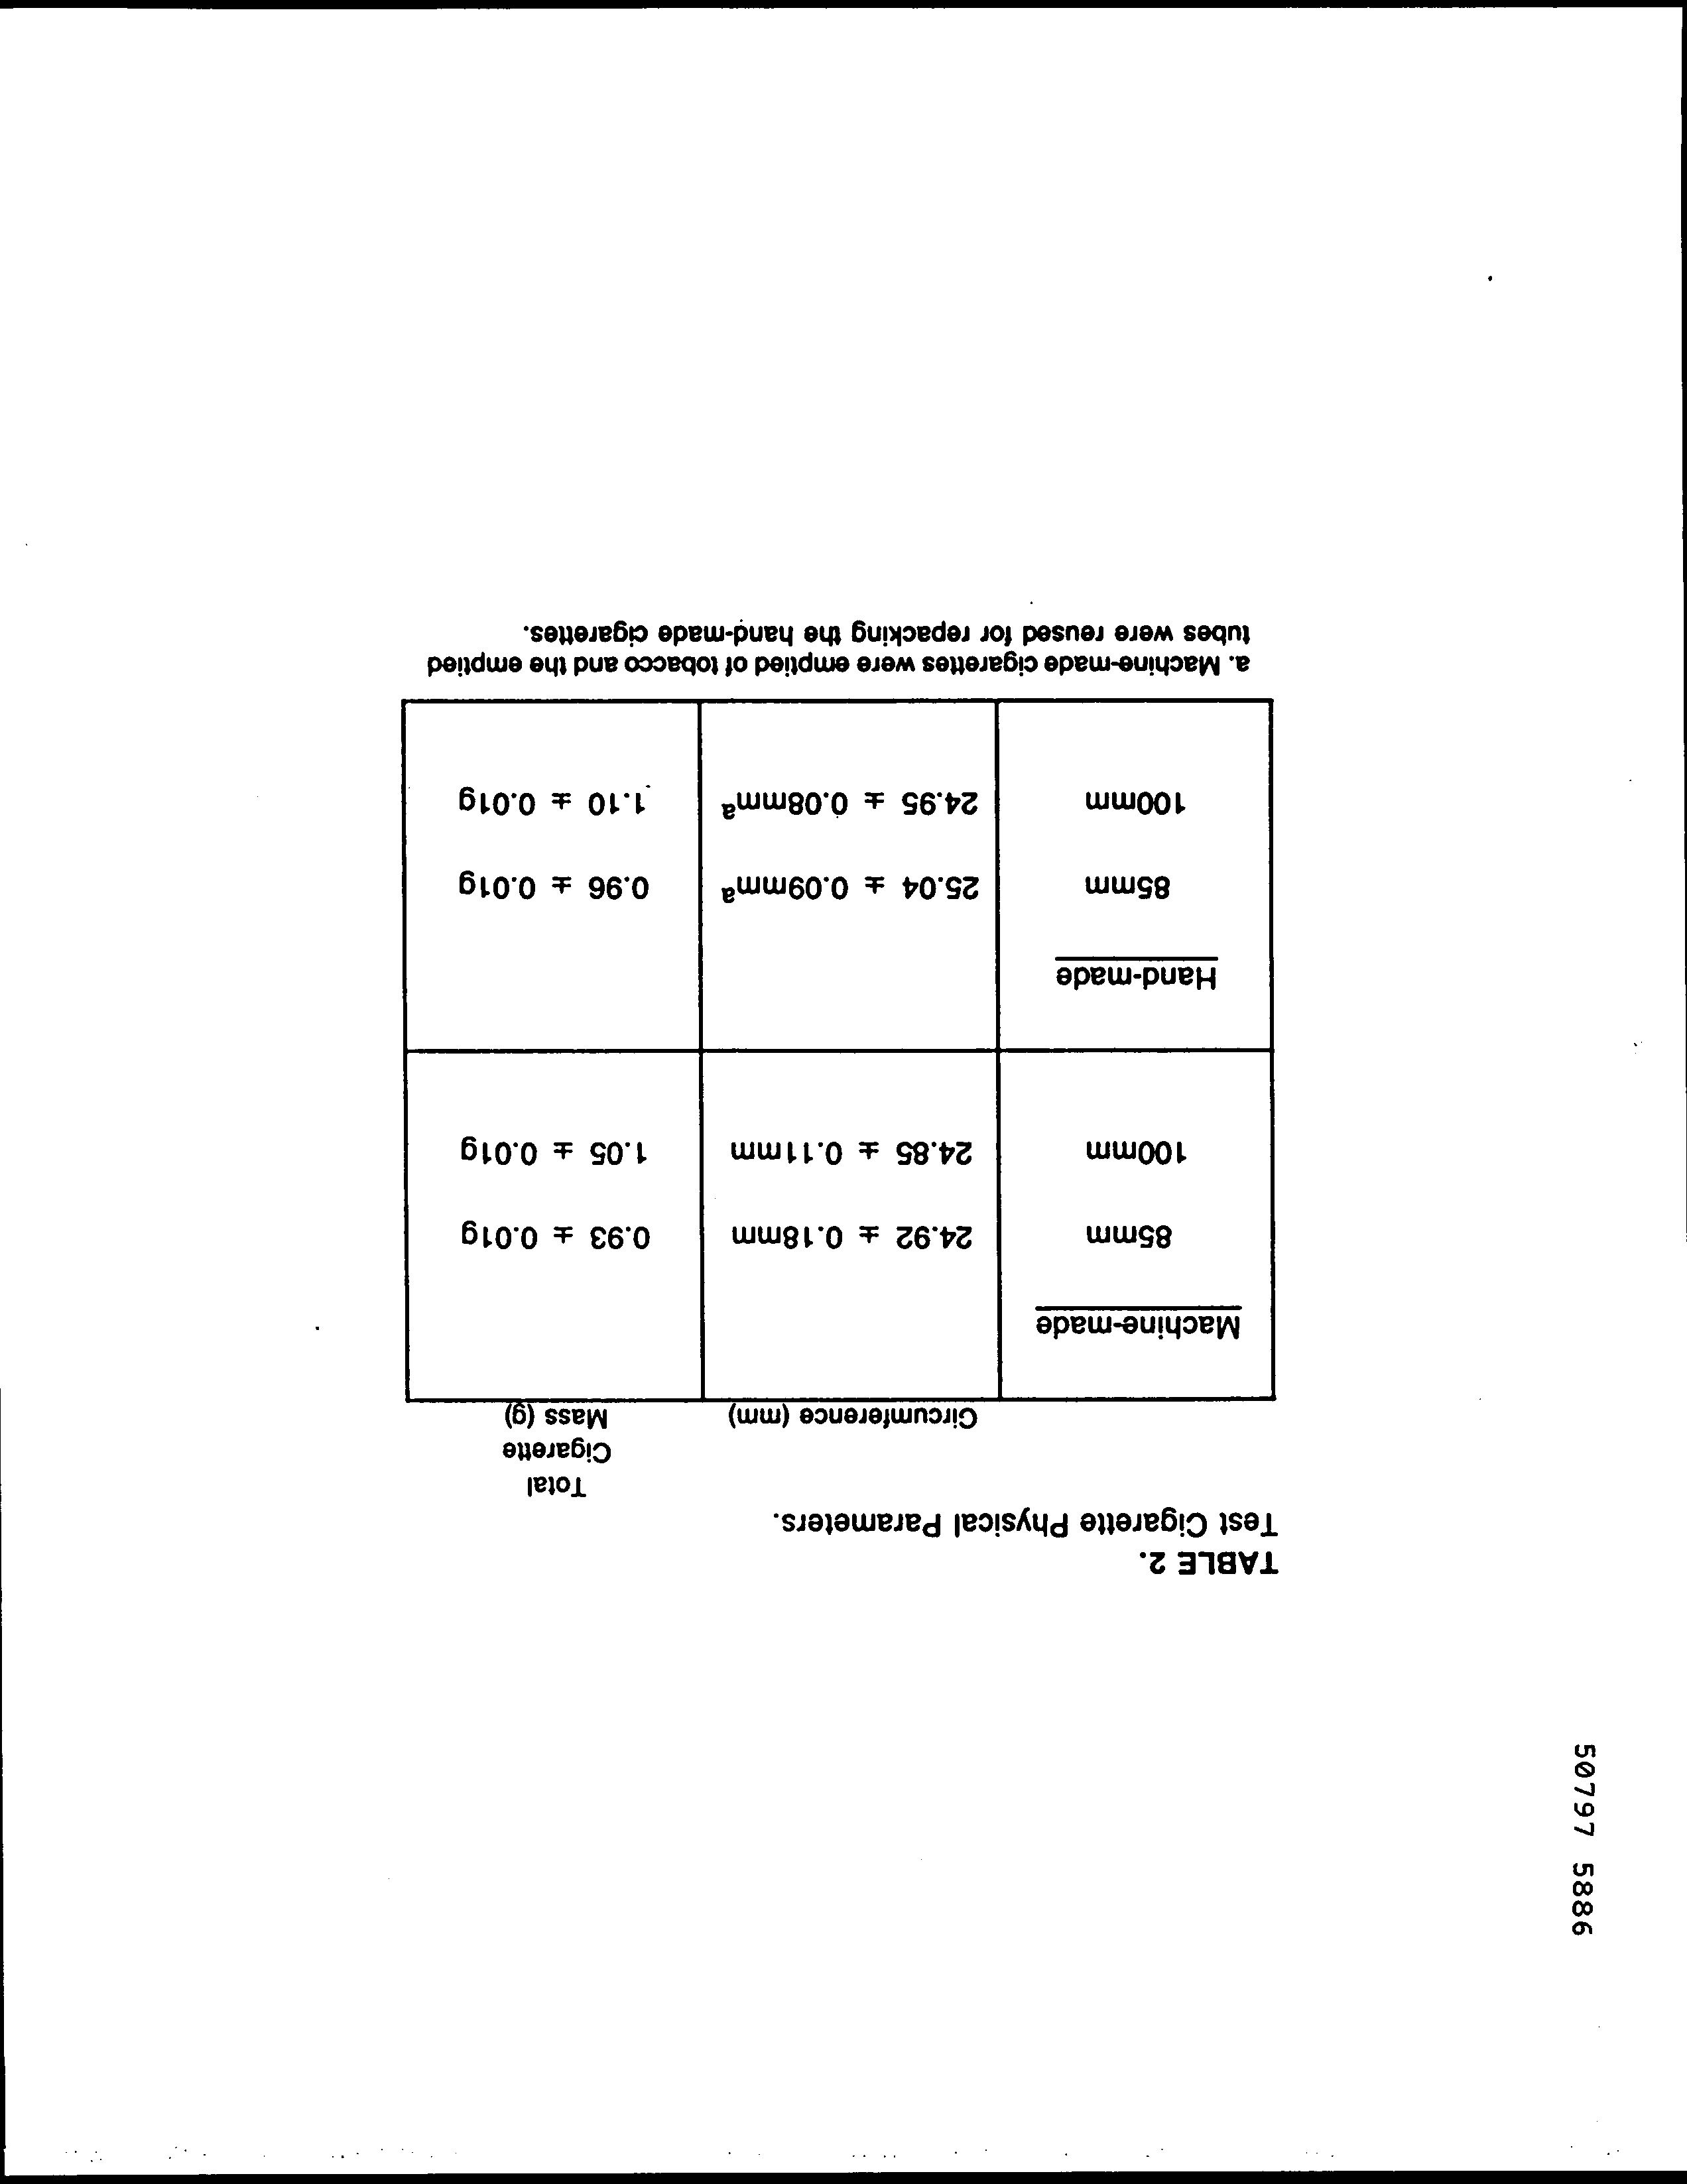 TABLE 2.
Test Cigarette Physical Parameters.
Total
Cigarette
Circumference (mm) Mass (g)
Machine-made
85mm 24.92 ± 0.18mm 0.93 ± 0.01g
100mm 24.85 ± 0.11mm 1.05 ± 0.01g
Hand-made
85mm 25.04 ± 0.09mmᵃ 0.96 ± 0.01g
100mm 24.95 ± 0.08mmᵃ 1.10 ± 0.01g
a. Machine-made cigarettes were emptied of tobacco and the emptied
tubes were reused for repacking the hand-made cigarettes.
50797 5886